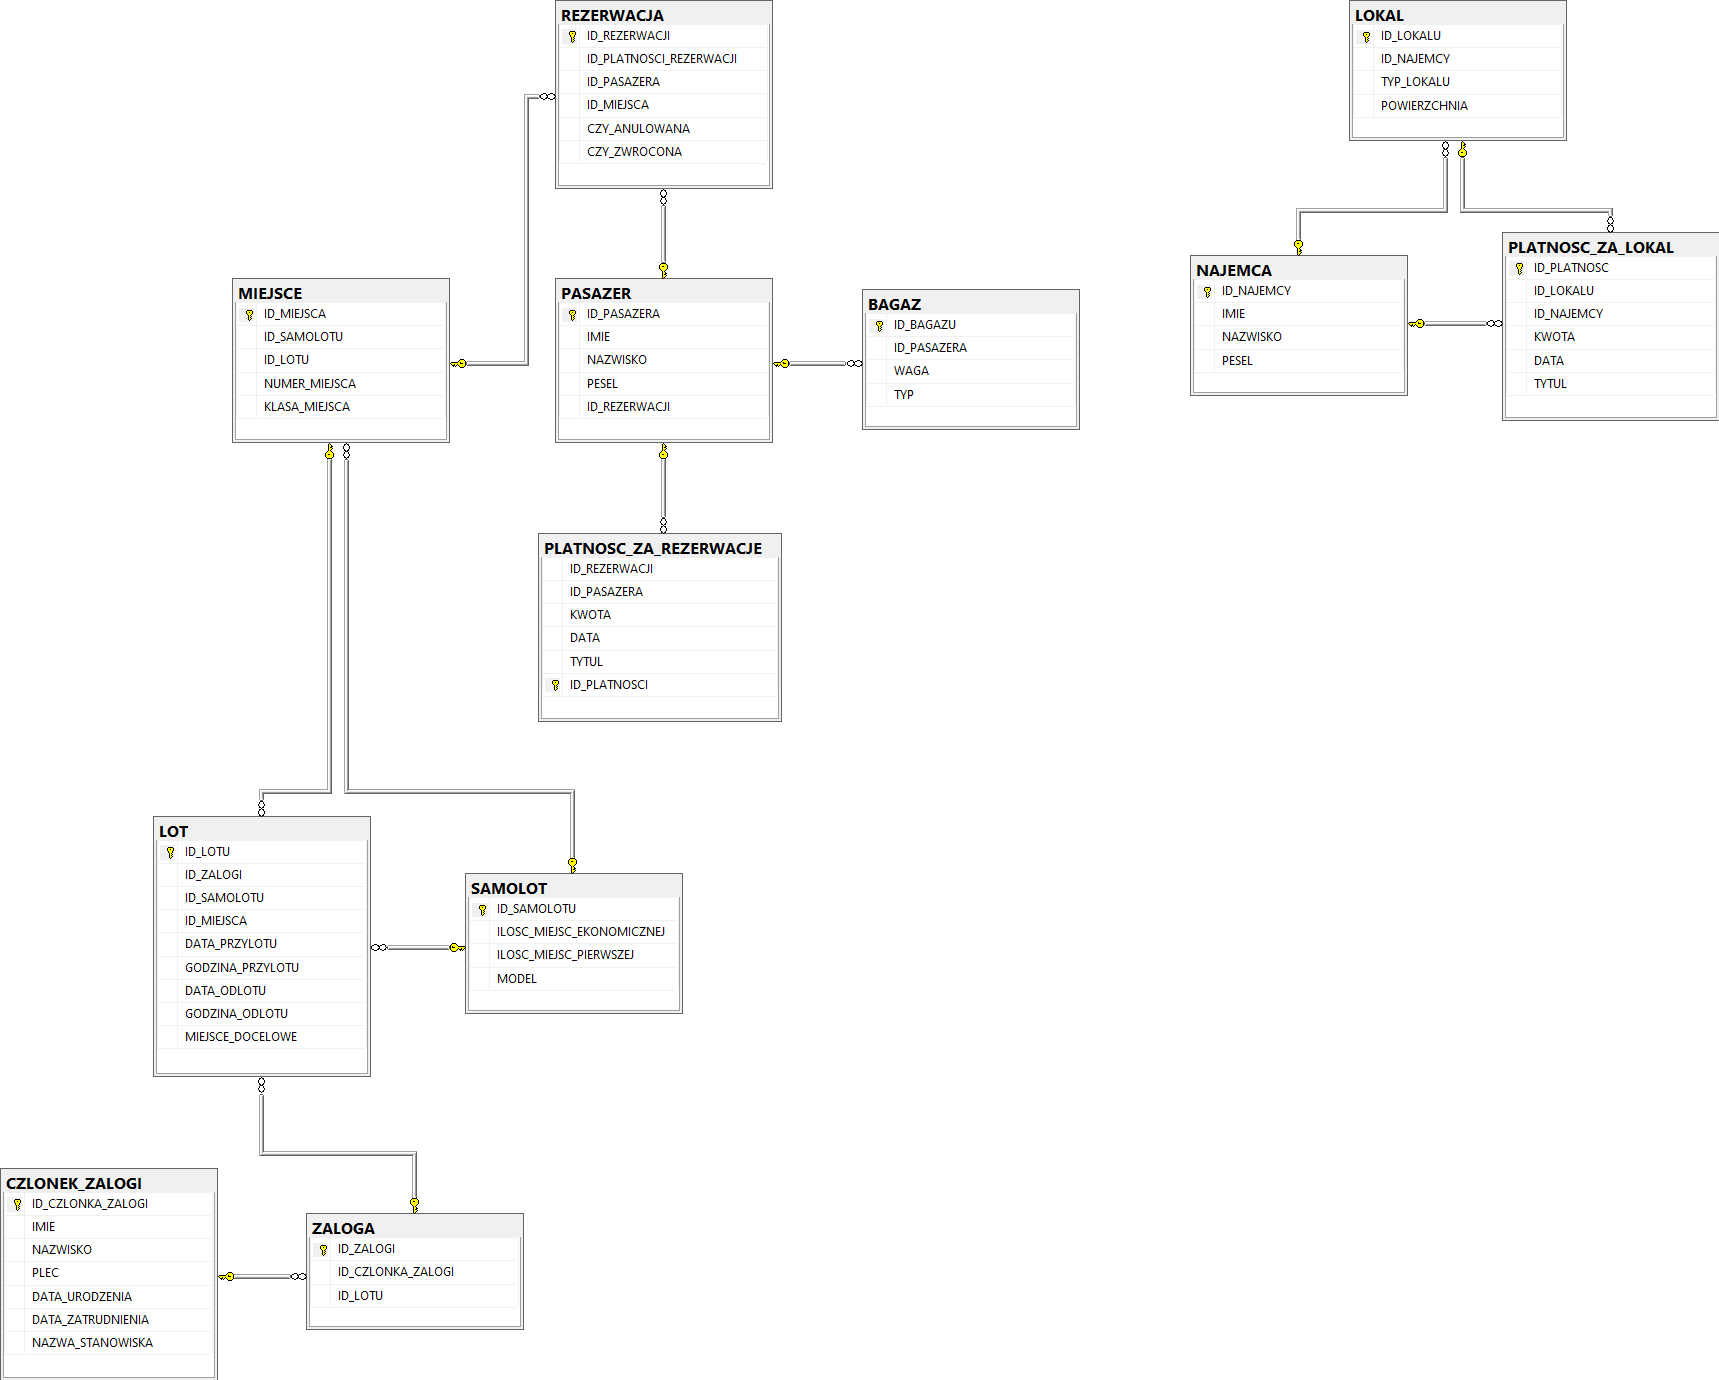 REZERWACJA
ID_REZERWACJI
ID_PLATNOSCI_REZERWACJI
ID_PASAZERA
ID_MIEJSCA
CZY_ANULOWANA
CZY_ZWROCONA
LOKAL
ID_LOKALU
ID_NAJEMCY
TYP_LOKALU
POWIERZCHNIA
MIEJSCE
ID_MIEJSCA
ID_SAMOLOTU
ID_LOTU
NUMER_MIEJSCA
KLASA_MIEJSCA
PASAZER
ID_PASAZERA
IMIE
NAZWISKO
PESEL
ID_REZERWACJI
BAGAZ
ID_BAGAZU
ID_PASAZERA
WAGA
TYP
NAJEMCA
ID_NAJEMCY
IMIE
NAZWISKO
PESEL
PLATNOSC_ZA_LOKAL
ID_PLATNOSC
ID_LOKALU
ID_NAJEMCY
KWOTA
DATA
TYTUL
PLATNOSC_ZA_REZERWACJE
ID_REZERWACJI
ID_PASAZERA
KWOTA
DATA
TYTUL
ID_PLATNOSCI
LOT
ID_LOTU
ID_ZALOGI
ID_SAMOLOTU
ID_MIEJSCA
DATA_PRZYLOTU
GODZINA_PRZYLOTU
DATA_ODLOTU
GODZINA_ODLOTU
MIEJSCE_DOCELOWE
SAMOLOT
ID_SAMOLOTU
ILOSC_MIEJSC_EKONOMICZNEJ
ILOSC_MIEJSC_PIERWSZEJ
MODEL
CZLONEK_ZALOGI
ID_CZLONKA_ZALOGI
IMIE
NAZWISKO
PLEC
DATA_URODZENIA
DATA_ZATRUDNIENIA
NAZWA_STANOWISKA
ZALOGA
ID_ZALOGI
ID_CZLONKA_ZALOGI
ID_LOTU